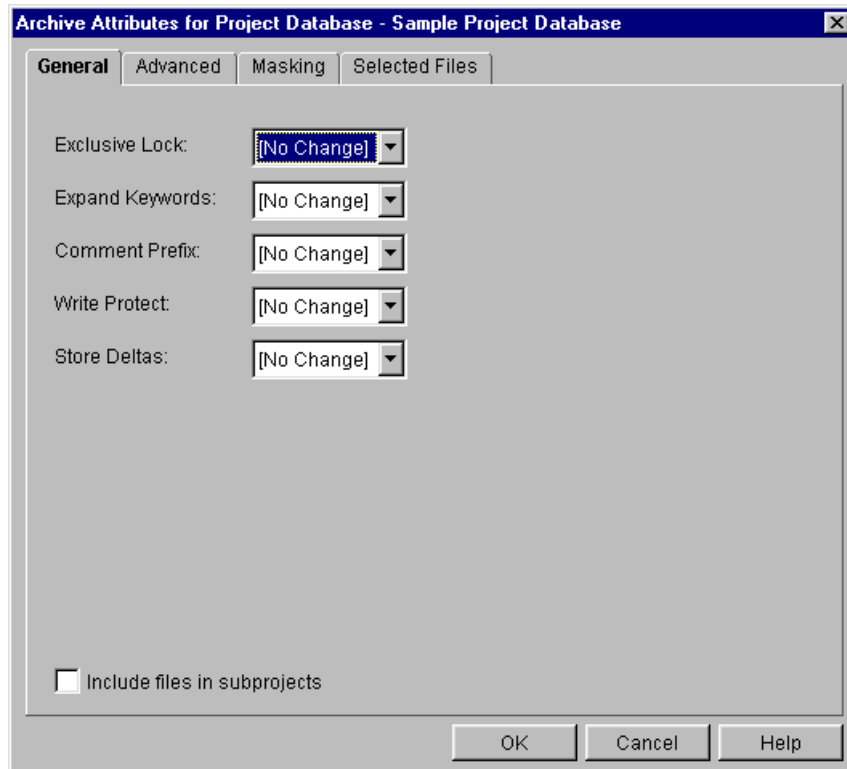 Archive Attributes for Project Database - Sample Project Database
General Advanced Masking Selected Files
Exclusive Lock: [No Change]
Expand Keywords: [No Change]
Comment Prefix: [No Change]
Write Protect: [No Change]
Store Deltas: [No Change]
Include files in subprojects
OK Cancel Help